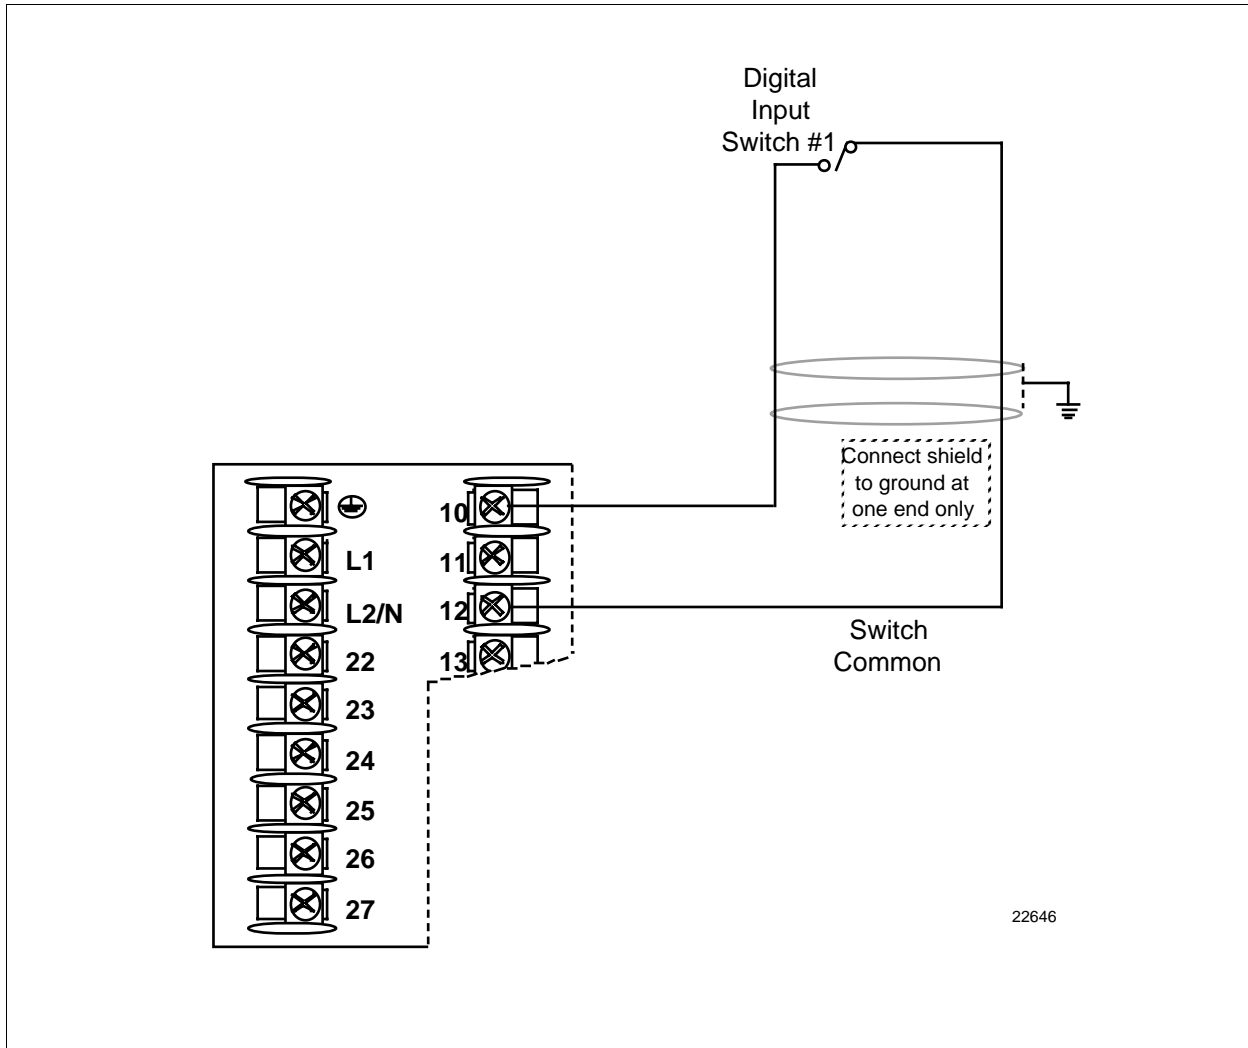 Digital
Input
Switch #1
Connect shield
to ground at
one end only
10
L1
11
L2/N
12
Switch
Common
22
13
23
24
25
26
27
22646